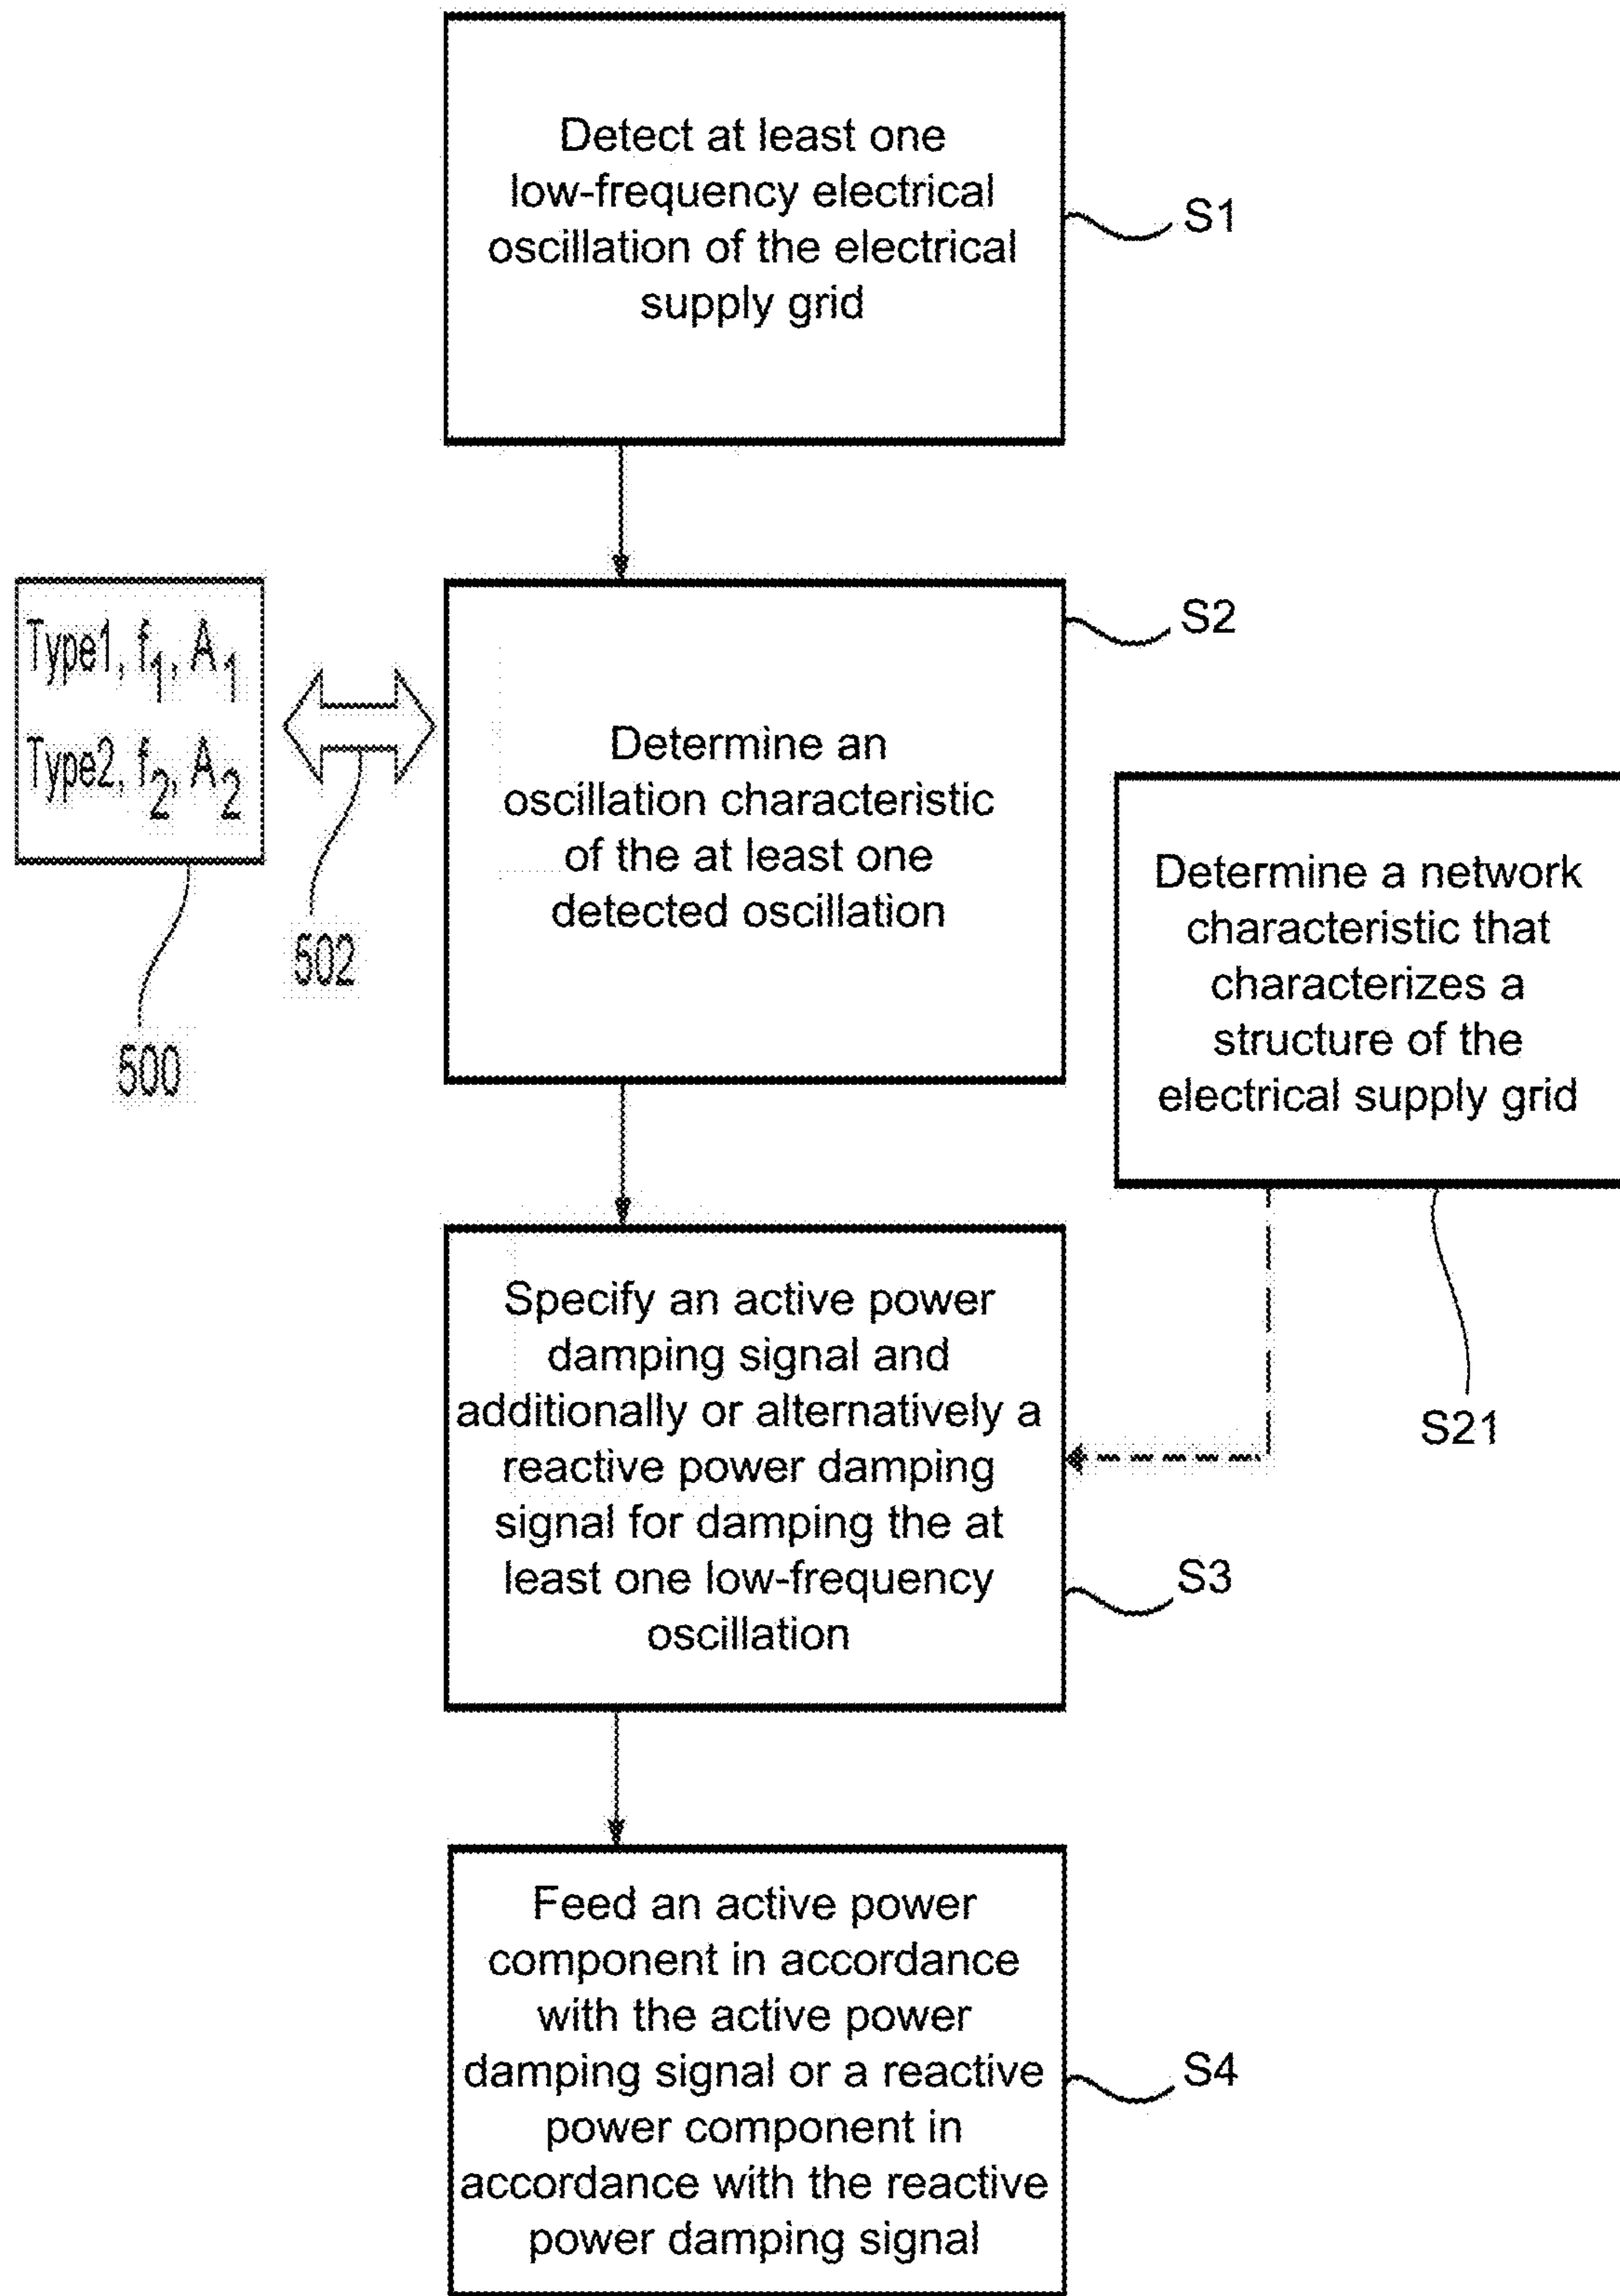 Detect at least one
low-frequency electrical
oscillation of the electrical
supply grid
S1
Type1, f1, A1
Type2, f2, A2
500
502
Determine an
oscillation characteristic
of the at least one
detected oscillation
S2
Determine a network
characteristic that
characterizes a
structure of the
electrical supply grid
S21
Specify an active power
damping signal and
additionally or alternatively a
reactive power damping
signal for damping the at
least one low-frequency
oscillation
S3
Feed an active power
component in accordance
with the active power
damping signal or a reactive
power component in
accordance with the reactive
power damping signal
S4